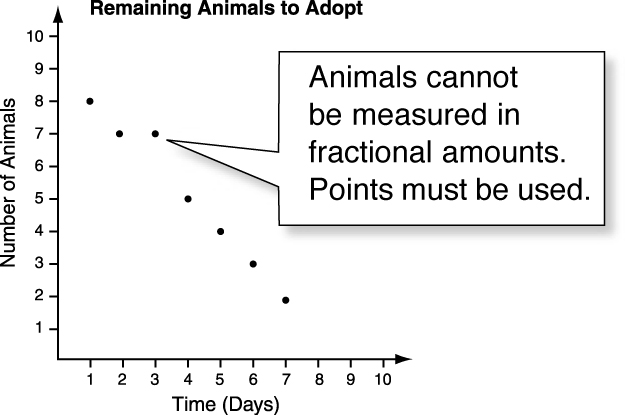 Remaining Animals to Adopt
Number of Animals
10
9
8
7
6
5
4
3
2
1
Animals cannot
be measured in
fractional amounts.
Points must be used.
1 2 3 4 5 6 7 8 9 10
Time (Days)